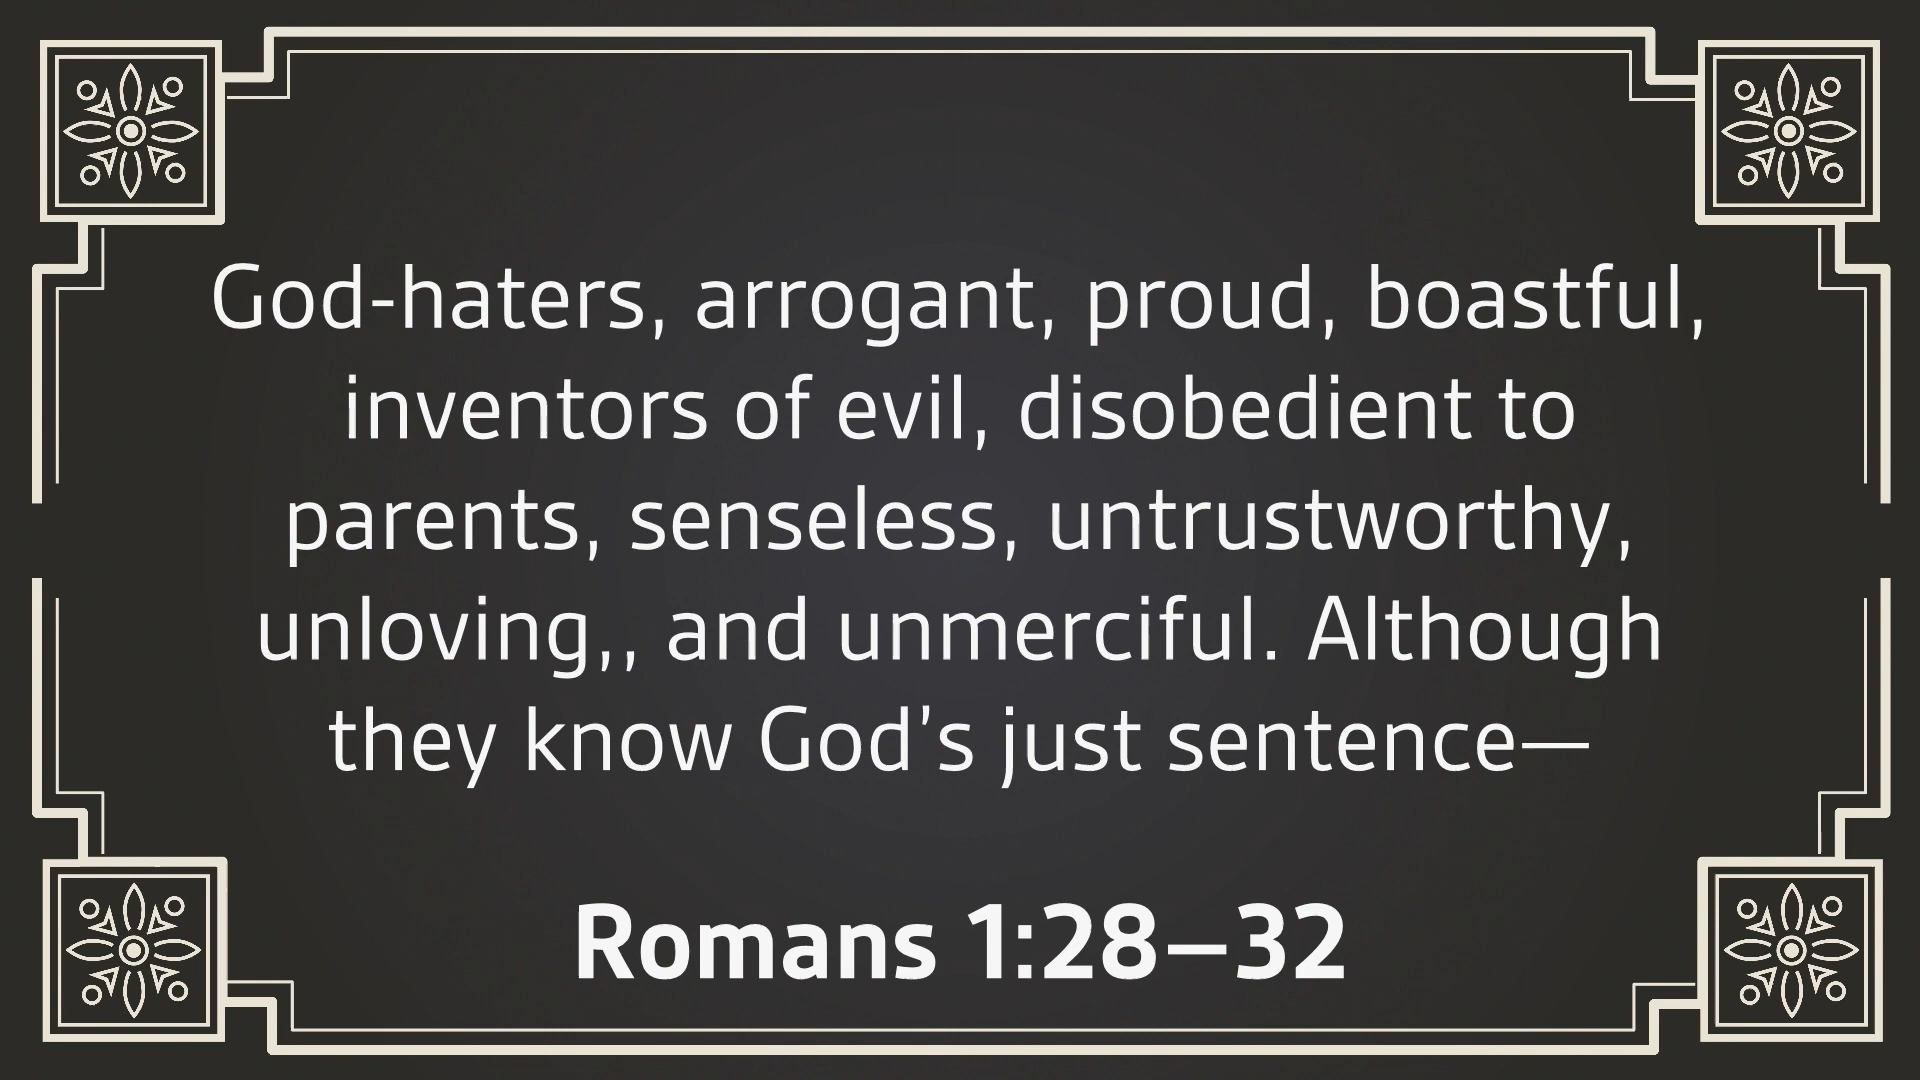 God-haters, arrogant, proud, boastful,
inventors of evil, disobedient to
parents, senseless, untrustworthy,
unloving,, and unmerciful. Although
they know God’s just sentence—
Romans 1:28–32